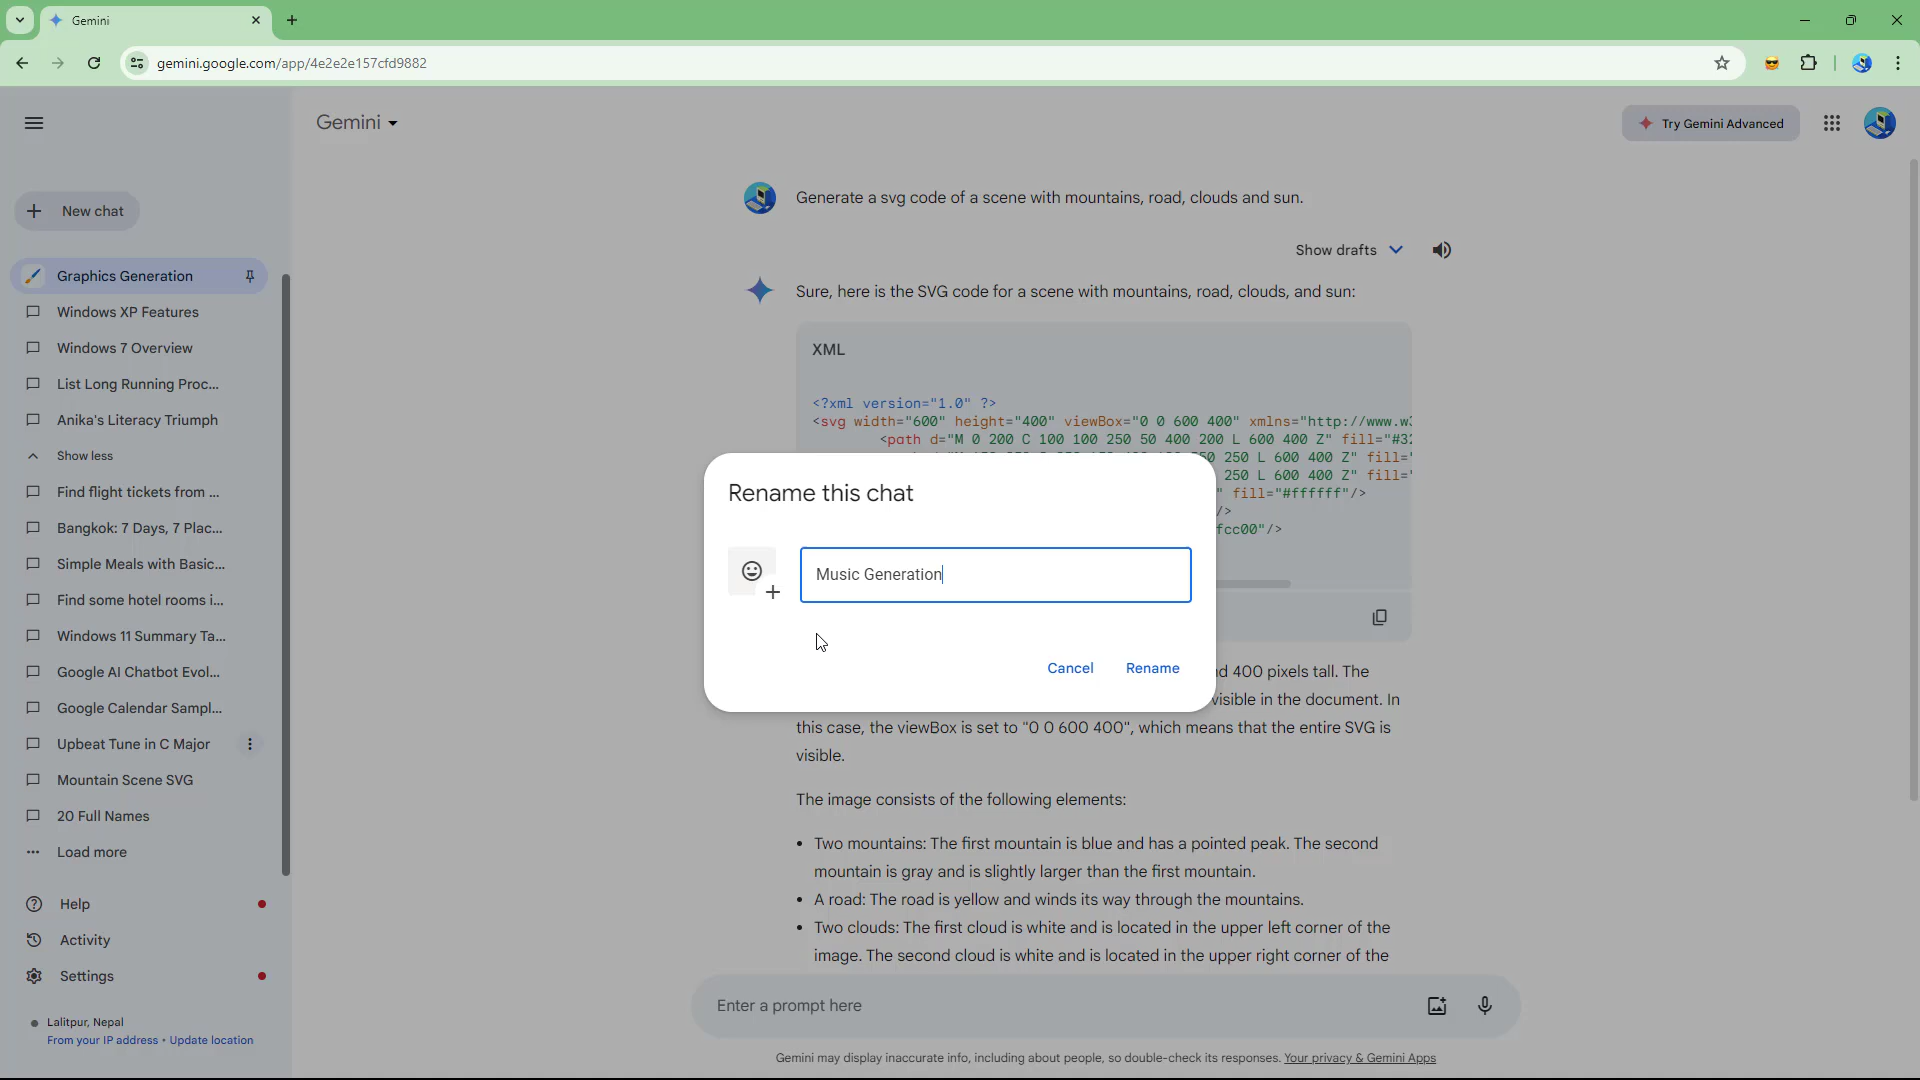 Gemini
gemini.google.com/app/4e2e2e157cfd9882
Gemini
Try Gemini Advanced
New chat
Graphics Generation
Windows XP Features
Windows 7 Overview
List Long Running Proc...
Anika's Literacy Triumph
Show less
Find flight tickets from ...
Bangkok: 7 Days, 7 Plac...
Simple Meals with Basic...
Find some hotel rooms i...
Windows 11 Summary Ta...
Google AI Chatbot Evol...
Google Calendar Sampl...
Upbeat Tune in C Major
Mountain Scene SVG
20 Full Names
Load more
Help
Activity
Settings
Lalitpur, Nepal
From your IP address • Update location
Generate a svg code of a scene with mountains, road, clouds and sun.
Show drafts
Sure, here is the SVG code for a scene with mountains, road, clouds, and sun:
XML
<?xml version="1.0" ?>
<svg width="600" height="400" viewBox="0 0 600 400" xmlns="http://www.w3
<path d="M 0 200 C 100 100 250 50 400 200 L 600 400 Z" fill="#32
250 L 600 400 Z" fill="
250 L 600 400 Z" fill="
" fill="#ffffff"/>
/>
fcc00"/>
Rename this chat
Music Generation
Cancel
Rename
d 400 pixels tall. The
visible in the document. In
this case, the viewBox is set to "0 0 600 400", which means that the entire SVG is
visible.
The image consists of the following elements:
• Two mountains: The first mountain is blue and has a pointed peak. The second
mountain is gray and is slightly larger than the first mountain.
• A road: The road is yellow and winds its way through the mountains.
• Two clouds: The first cloud is white and is located in the upper left corner of the
image. The second cloud is white and is located in the upper right corner of the
Enter a prompt here
Gemini may display inaccurate info, including about people, so double-check its responses. Your privacy & Gemini Apps